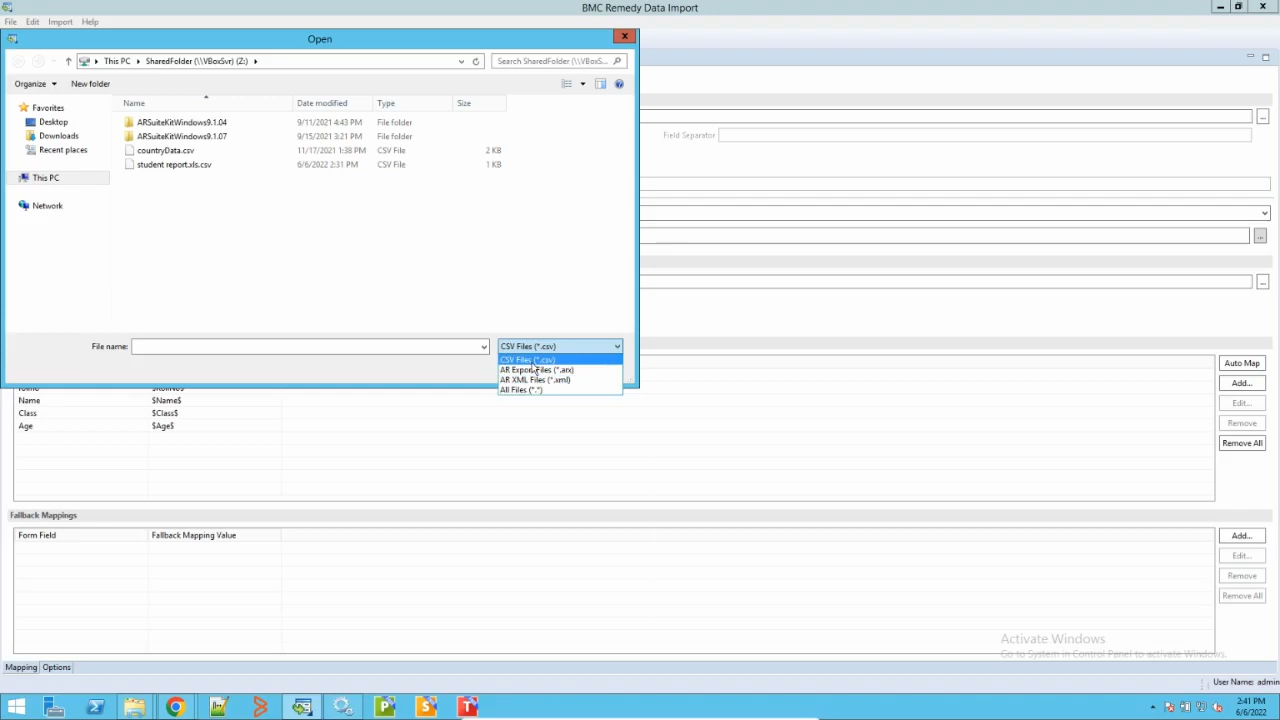 BMC Remedy Data Import
File Edit Import Help
Open
This PC SharedFolder (\\VBoxSvr) (Z:) Search SharedFolder (\\VBoxS...
Organize New folder
Name Date modified Type Size
Favorites
Desktop
Downloads
Recent places
This PC
Network
ARSuiteKitWindows9.1.04 9/11/2021 4:43 PM File folder
ARSuiteKitWindows9.1.07 9/15/2021 3:21 PM File folder
countryData.csv 11/17/2021 1:38 PM CSV File 2 KB
student report.xls.csv 6/6/2022 2:31 PM CSV File 1 KB
Field Separator
...
...
...
File name: CSV Files (*.csv)
CSV Files (*.csv)
AR Export Files (*.arx)
AR XML Files (*.xml)
All Files (*.*)
Auto Map
Add...
Edit...
Remove
Remove All
$RollNo$
Name $Name$
Class $Class$
Age $Age$
Fallback Mappings
Form Field Fallback Mapping Value
Add...
Edit...
Remove
Remove All
Activate Windows
Go to System in Control Panel to activate Windows.
Mapping Options
User Name: admin
P S T
2:41 PM
6/6/2022